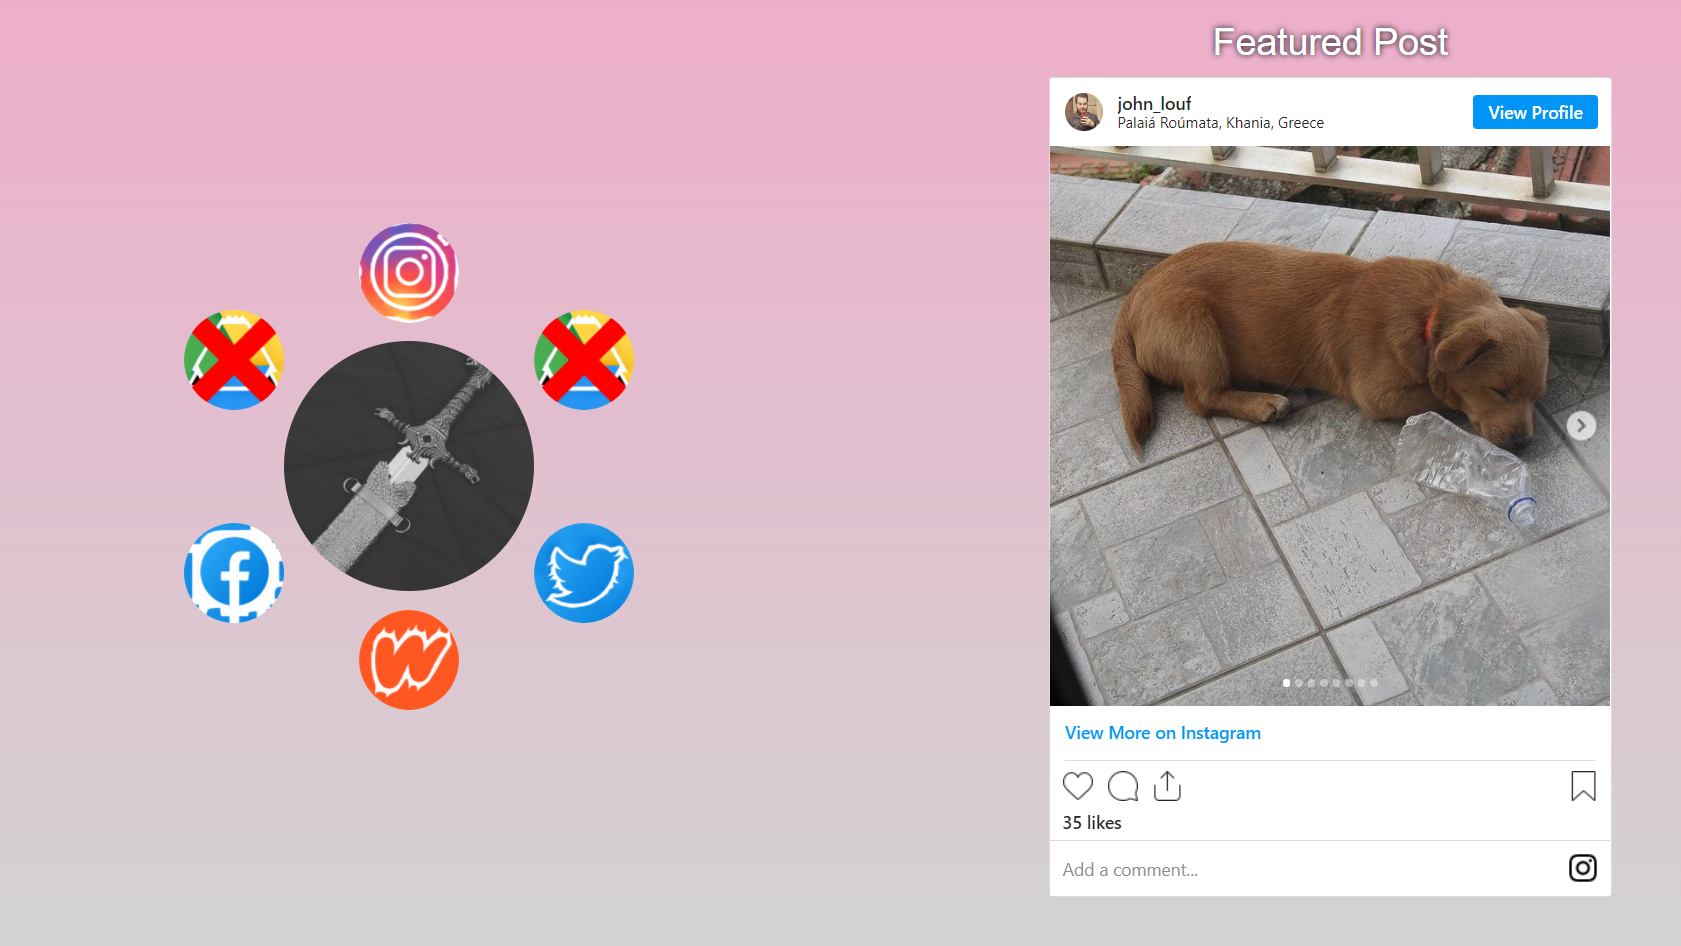 Featured Post
john_louf
Palaiá Roúmata, Khania, Greece
View Profile
View More on Instagram
35 likes
Add a comment...